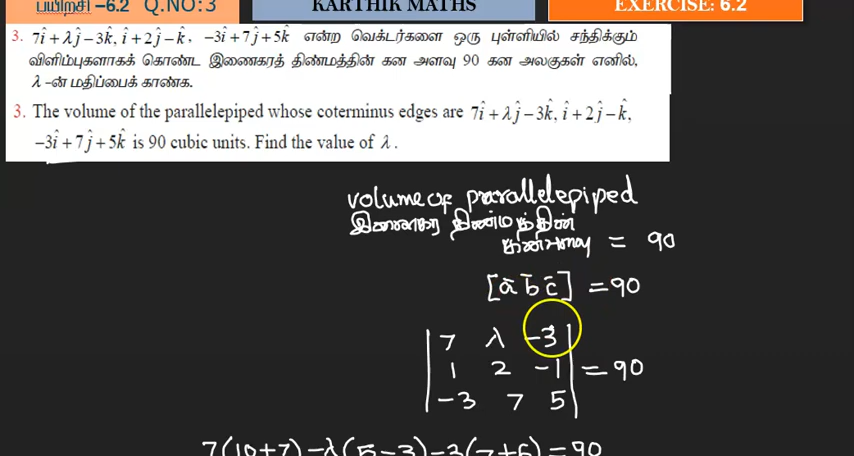 பயிற்சி –6.2 Q.NO:3 KARTHIK MATHS EXERCISE: 6.2
3. 7î + λĵ – 3k̂, î + 2ĵ – k̂, –3î + 7ĵ + 5k̂ என்ற வெக்டர்களை ஒரு புள்ளியில் சந்திக்கும்
விளிம்புகளாகக் கொண்ட இணைகரத் திண்மத்தின் கன அளவு 90 கன அலகுகள் எனில்,
λ -ன் மதிப்பைக் காண்க.
3. The volume of the parallelepiped whose coterminus edges are 7î + λĵ – 3k̂, î + 2ĵ – k̂,
–3î + 7ĵ + 5k̂ is 90 cubic units. Find the value of λ .
volume of parallelepiped
இணைகர திண்மத்தின்
கனஅளவு = 90
[ā b̄ c̄] = 90
| 7 λ –3 |
| 1 2 –1 | = 90
| –3 7 5 |
7(10+7) –λ(5–3) –3(7+6) = 90